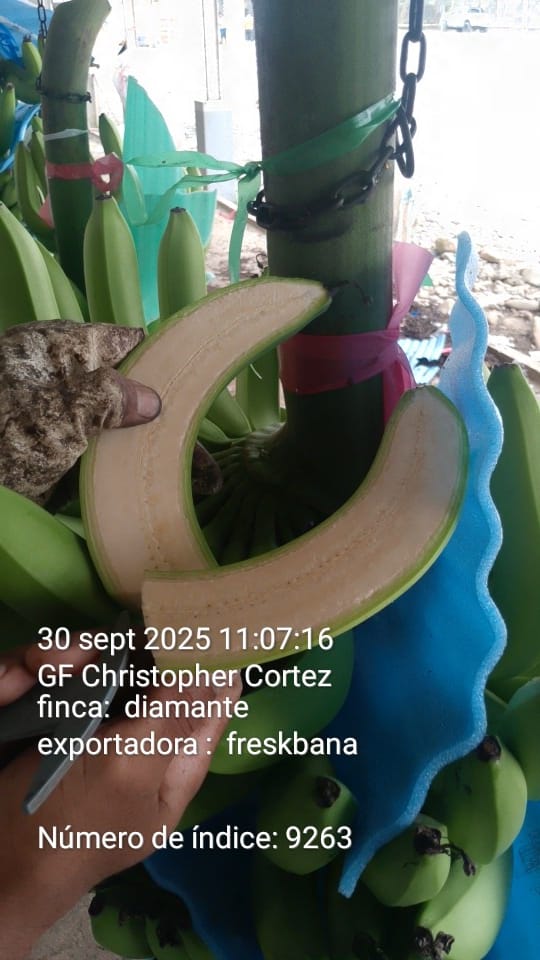 30 sept 2025 11:07:16
GF Christopher Cortez
finca:  diamante
exportadora :  freskbana
Número de índice: 9263